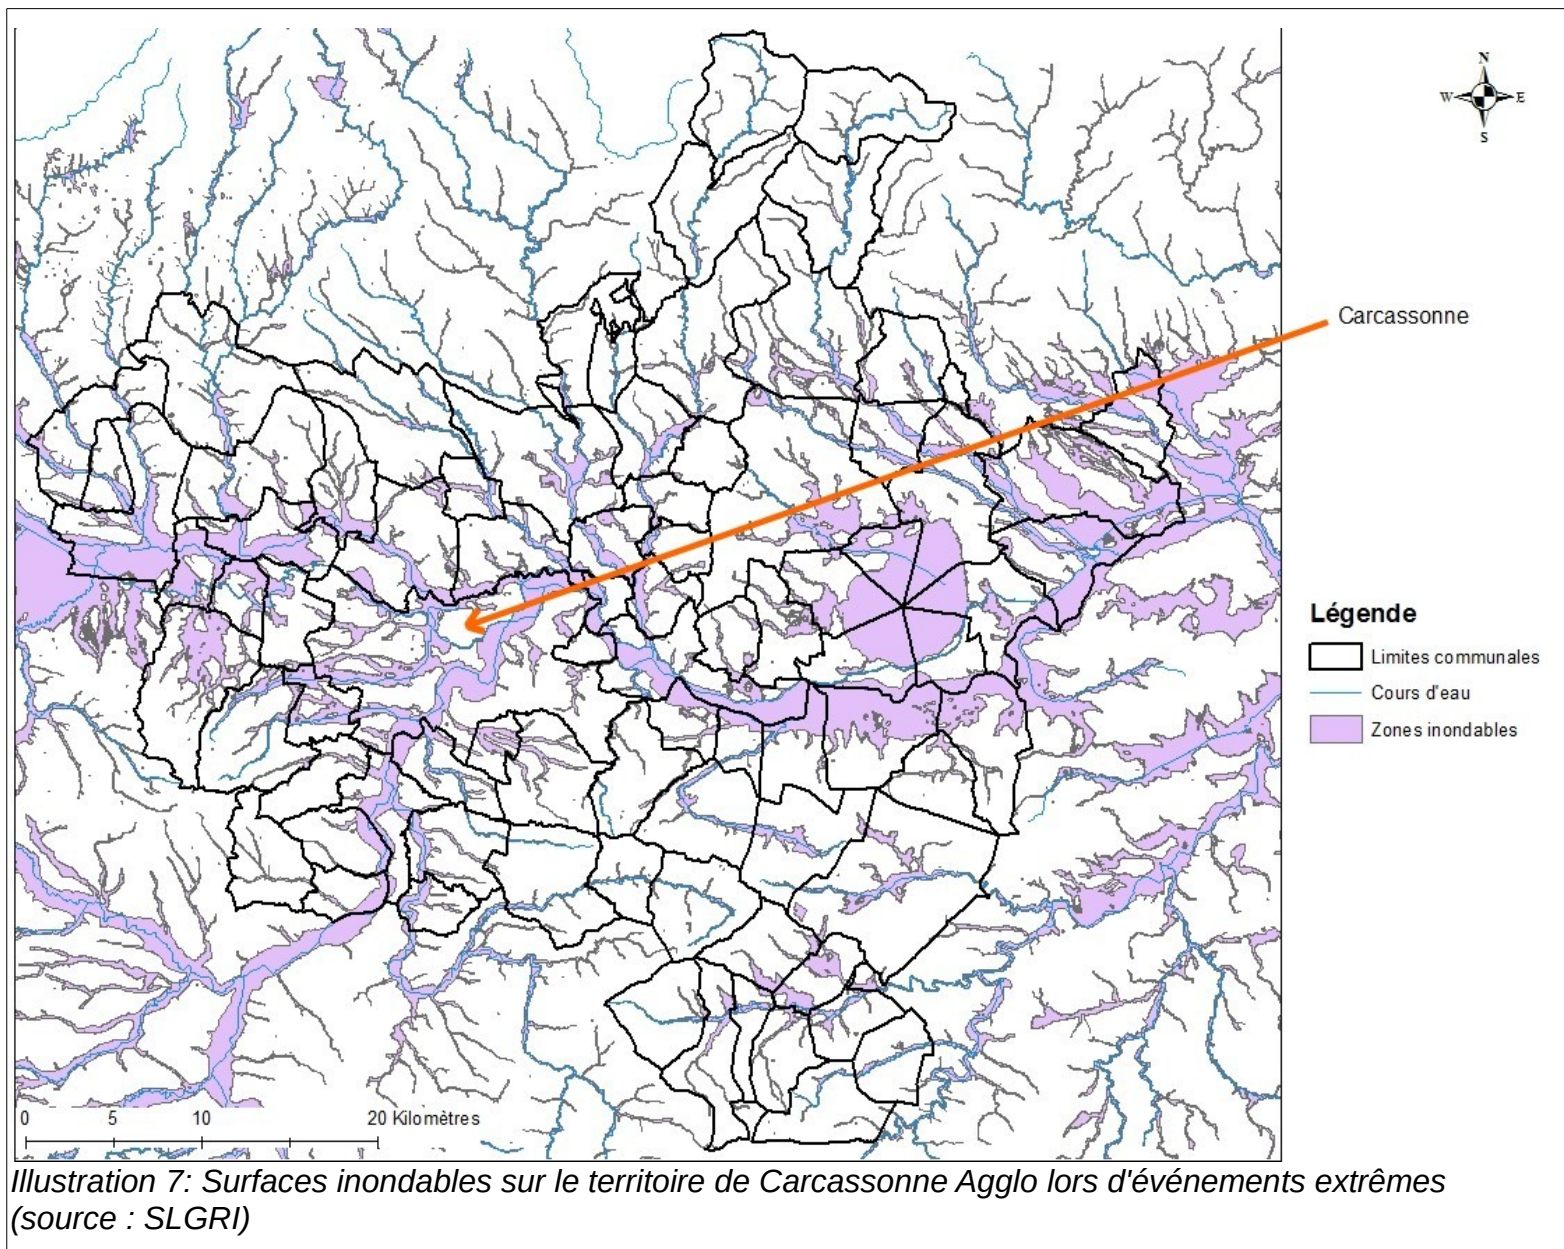 N
W E
S
Carcassonne
Légende
Limites communales
Cours d'eau
Zones inondables
0 5 10 20 Kilomètres
Illustration 7: Surfaces inondables sur le territoire de Carcassonne Agglo lors d'événements extrêmes
(source : SLGRI)